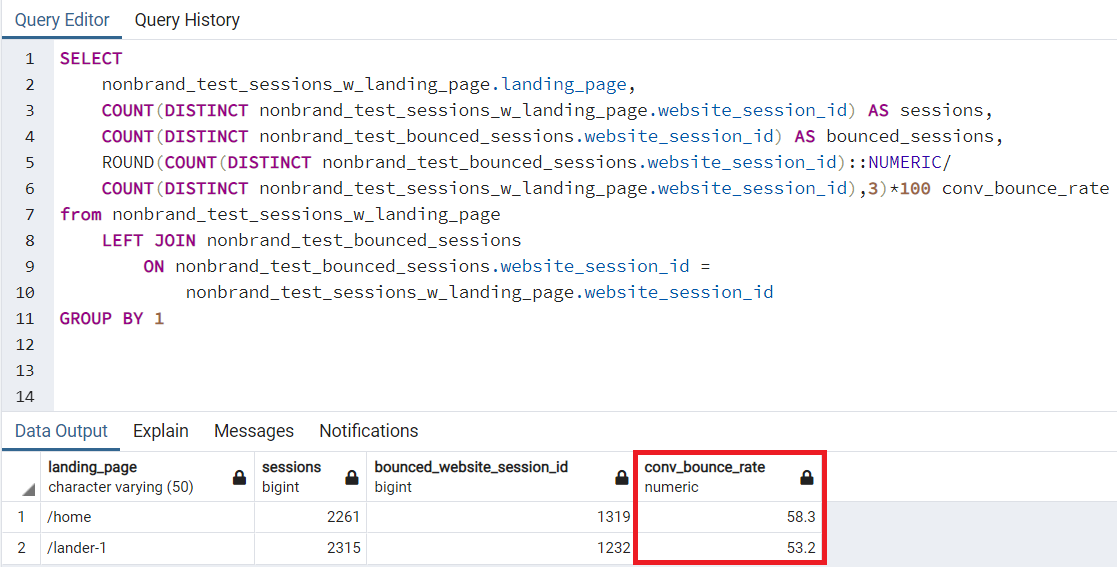 Query Editor Query History
1 SELECT
2 nonbrand_test_sessions_w_landing_page.landing_page,
3 COUNT(DISTINCT nonbrand_test_sessions_w_landing_page.website_session_id) AS sessions,
4 COUNT(DISTINCT nonbrand_test_bounced_sessions.website_session_id) AS bounced_sessions,
5 ROUND(COUNT(DISTINCT nonbrand_test_bounced_sessions.website_session_id)::NUMERIC/
6 COUNT(DISTINCT nonbrand_test_sessions_w_landing_page.website_session_id),3)*100 conv_bounce_rate
7 from nonbrand_test_sessions_w_landing_page
8 LEFT JOIN nonbrand_test_bounced_sessions
9 ON nonbrand_test_bounced_sessions.website_session_id =
10 nonbrand_test_sessions_w_landing_page.website_session_id
11 GROUP BY 1
12
13
14
Data Output Explain Messages Notifications
landing_page sessions bounced_website_session_id conv_bounce_rate
character varying (50) bigint bigint numeric
1 /home 2261 1319 58.3
2 /lander-1 2315 1232 53.2